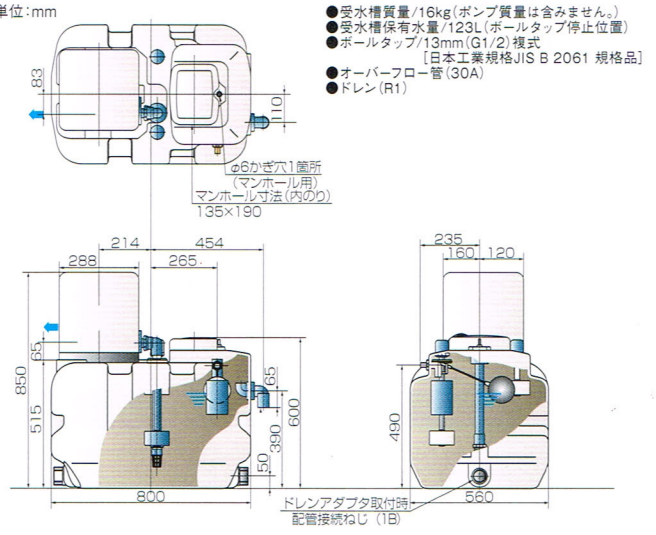 単位:mm
●受水槽質量/16kg(ポンプ質量は含みません。)
●受水槽保有水量/123L(ボールタップ停止位置)
●ボールタップ/13mm(G1/2)複式
[日本工業規格JIS B 2061 規格品]
●オーバーフロー管(30A)
●ドレン(R1)
83
110
φ6かぎ穴1箇所
(マンホール用)
マンホール寸法(内のり)
135×190
214
454
288
265
65
850
515
65
600
390
50
800
235
160
120
490
560
ドレンアダプタ取付時
配管接続ねじ(1B)